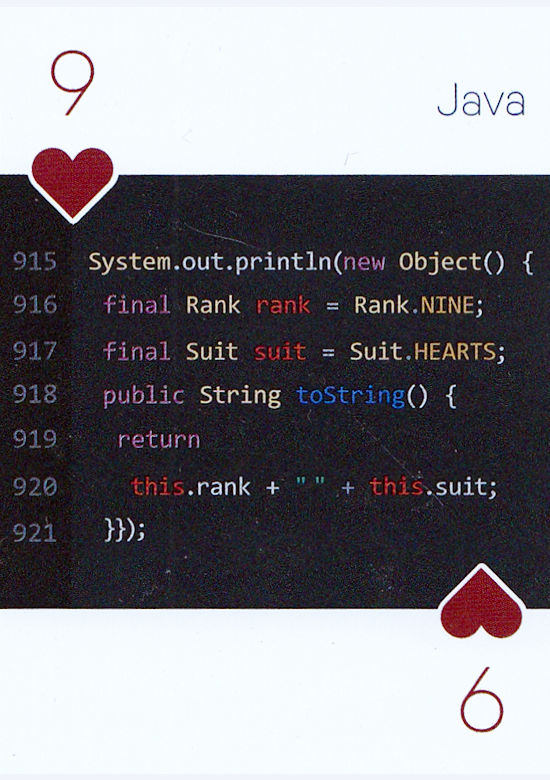 9
Java
915 System.out.println(new Object() {
916 final Rank rank = Rank.NINE;
917 final Suit suit = Suit.HEARTS;
918 public String toString() {
919 return
920 this.rank + " " + this.suit;
921 }});
9